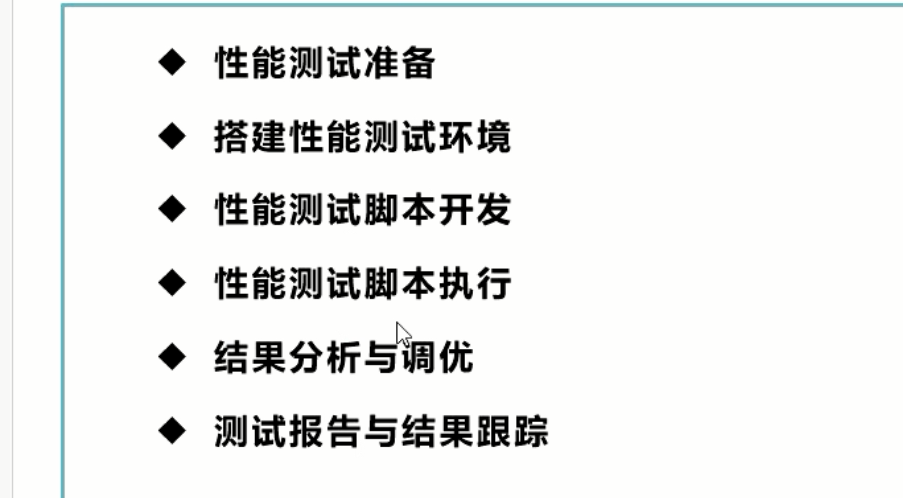 ◆ 性能测试准备
◆ 搭建性能测试环境
◆ 性能测试脚本开发
◆ 性能测试脚本执行
◆ 结果分析与调优
◆ 测试报告与结果跟踪